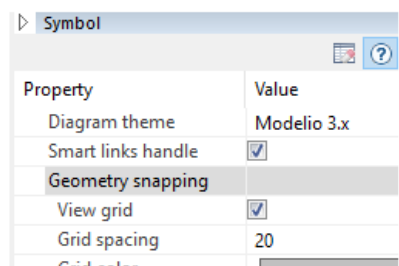 Symbol
Property Value
Diagram theme Modelio 3.x
Smart links handle
Geometry snapping
View grid
Grid spacing 20